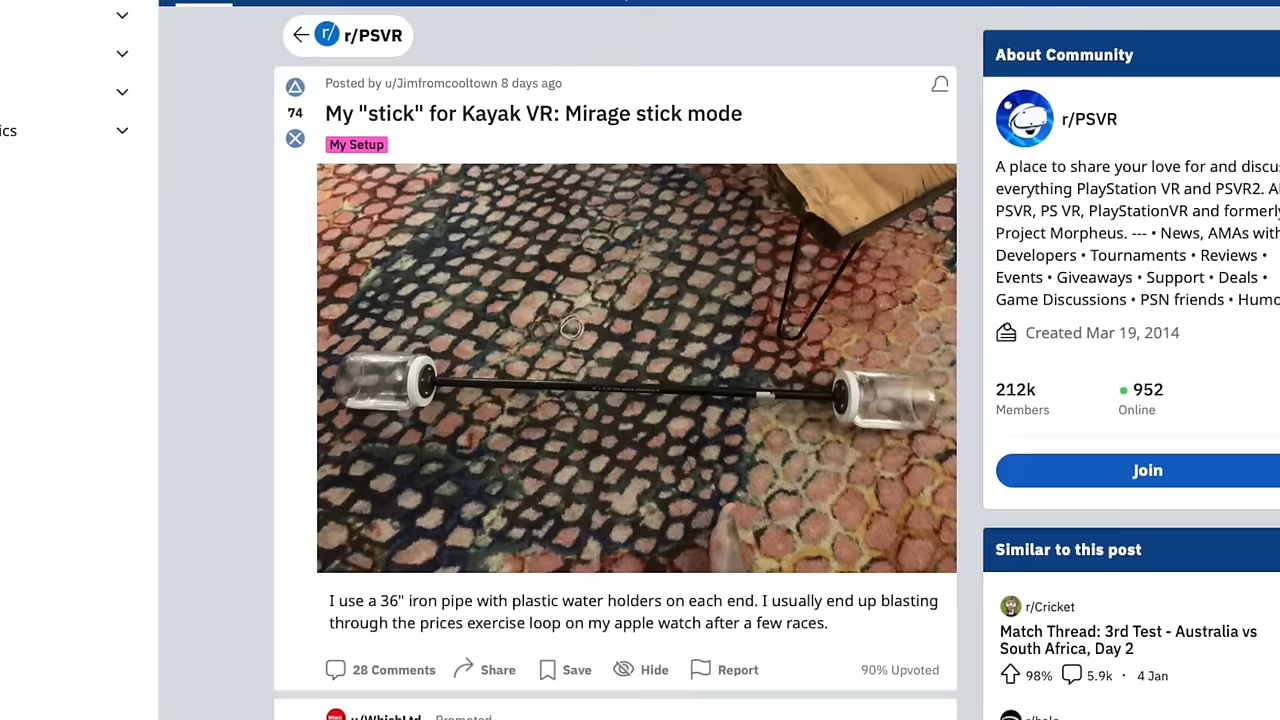 ics
r/PSVR
Posted by u/Jimfromcooltown 8 days ago
74
My "stick" for Kayak VR: Mirage stick mode
My Setup
I use a 36" iron pipe with plastic water holders on each end. I usually end up blasting
through the prices exercise loop on my apple watch after a few races.
28 Comments
Share
Save
Hide
Report
90% Upvoted
u/WhichLtd · Promoted
About Community
r/PSVR
A place to share your love for and discu
everything PlayStation VR and PSVR2. A
PSVR, PS VR, PlayStationVR and formerly
Project Morpheus. --- • News, AMAs with
Developers • Tournaments • Reviews •
Events • Giveaways • Support • Deals •
Game Discussions • PSN friends • Humo
Created Mar 19, 2014
212k
Members
952
Online
Join
Similar to this post
r/Cricket
Match Thread: 3rd Test - Australia vs
South Africa, Day 2
98%
5.9k · 4 Jan